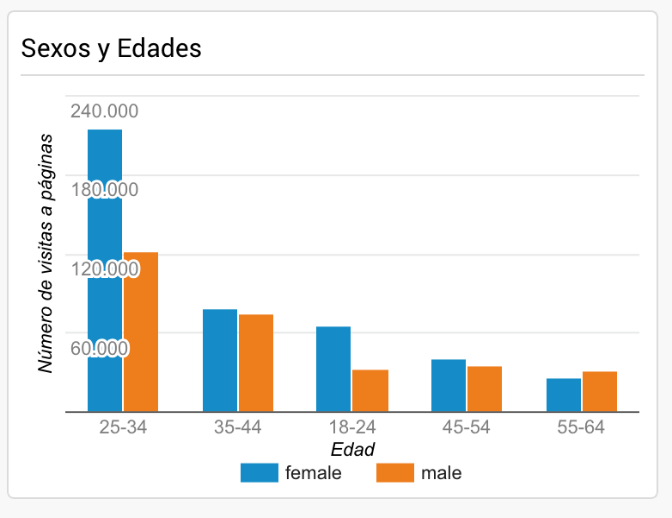 Sexos y Edades
Número de visitas a páginas
240.000
180.000
120.000
60.000
25-34
35-44
18-24
45-54
55-64
Edad
female
male